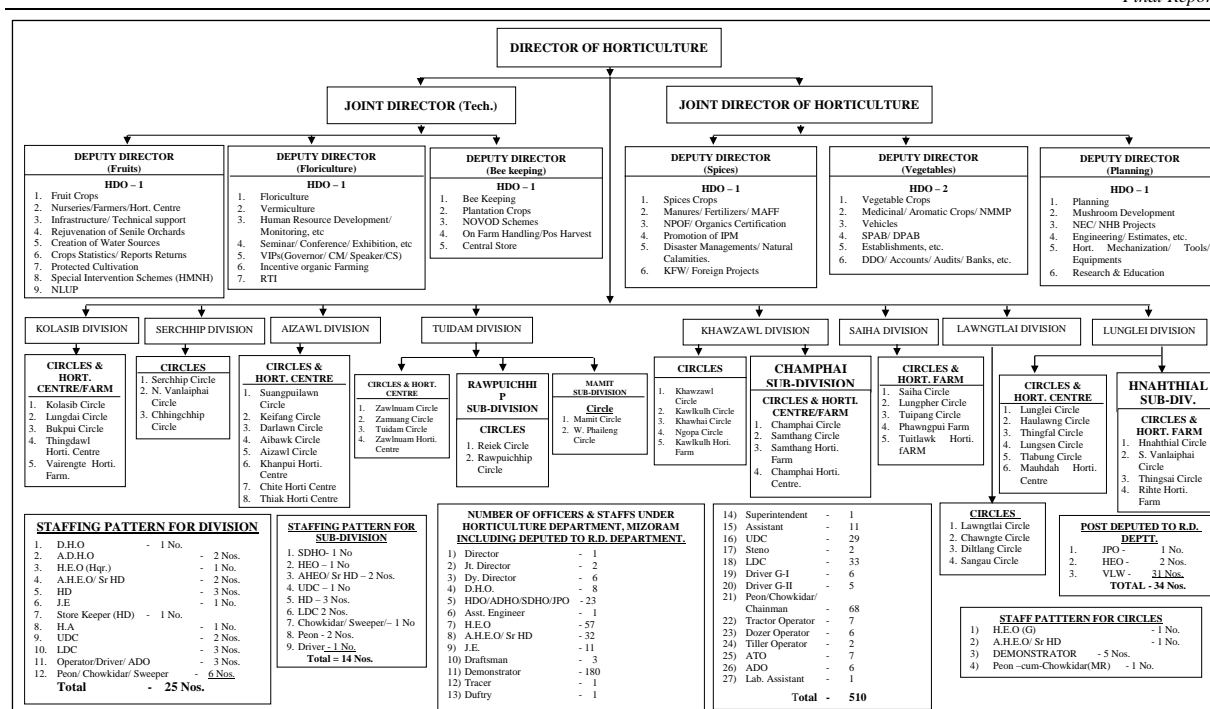 Final Repor
DIRECTOR OF HORTICULTURE
JOINT DIRECTOR (Tech.)
JOINT DIRECTOR OF HORTICULTURE
DEPUTY DIRECTOR
(Fruits)
HDO – 1
1. Fruit Crops
2. Nurseries/Farmers/Hort. Centre
3. Infrastructure/ Technical support
4. Rejuvenation of Senile Orchards
5. Creation of Water Sources
6. Crops Statistics/ Reports Returns
7. Protected Cultivation
8. Special Intervention Schemes (HMNH)
9. NLUP
DEPUTY DIRECTOR
(Floriculture)
HDO – 1
1. Floriculture
2. Vermiculture
3. Human Resource Development/
Monitoring, etc
4. Seminar/ Conference/ Exhibition, etc
5. VIPs(Governor/ CM/ Speaker/CS)
6. Incentive organic Farming
7. RTI
DEPUTY DIRECTOR
(Bee keeping)
HDO – 1
1. Bee Keeping
2. Plantation Crops
3. NOVOD Schemes
4. On Farm Handling/Pos Harvest
5. Central Store
DEPUTY DIRECTOR
(Spices)
HDO – 1
1. Spices Crops
2. Manures/ Fertilizers/ MAFF
3. NPOF/ Organics Certification
4. Promotion of IPM
5. Disaster Managements/ Natural
Calamities.
6. KFW/ Foreign Projects
DEPUTY DIRECTOR
(Vegetables)
HDO – 2
1. Vegetable Crops
2. Medicinal/ Aromatic Crops/ NMMP
3. Vehicles
4. SPAB/ DPAB
5. Establishments, etc.
6. DDO/ Accounts/ Audits/ Banks, etc.
DEPUTY DIRECTOR
(Planning)
HDO – 1
1. Planning
2. Mushroom Development
3. NEC/ NHB Projects
4. Engineering/ Estimates, etc.
5. Hort. Mechanization/ Tools/
Equipments
6. Research & Education
KOLASIB DIVISION
SERCHHIP DIVISION
AIZAWL DIVISION
TUIDAM DIVISION
KHAWZAWL DIVISION
SAIHA DIVISION
LAWNGTLAI DIVISION
LUNGLEI DIVISION
CIRCLES &
HORT.
CENTRE/FARM
1. Kolasib Circle
2. Lungdai Circle
3. Bukpui Circle
4. Thingdawl
Horti. Centre
5. Vairengte Horti.
Farm.
CIRCLES
1. Serchhip Circle
2. N. Vanlaiphai
Circle
3. Chhingchhip
Circle
CIRCLES &
HORT. CENTRE
1. Suangpuilawn
Circle
2. Keifang Circle
3. Darlawn Circle
4. Aibawk Circle
5. Aizawl Circle
6. Khanpui Horti.
Centre
7. Chite Horti Centre
8. Thiak Horti Centre
CIRCLES & HORT.
CENTRE
1. Zawlnuam Circle
2. Zamuang Circle
3. Tuidam Circle
4. Zawlnuam Horti.
Centre
RAWPUICHHI
P
SUB-DIVISION
CIRCLES
1. Reiek Circle
2. Rawpuichhip
Circle
MAMIT
SUB-DIVISION
Circle
1. Mamit Circle
2. W. Phaileng
Circle
CIRCLES
1. Khawzawl
Circle
2. Kawlkulh Circle
3. Khawhai Circle
4. Ngopa Circle
5. Kawlkulh Hori.
Farm
CHAMPHAI
SUB-DIVISION
CIRCLES & HORTI.
CENTRE/FARM
1. Champhai Circle
2. Samthang Circle
3. Samthang Horti.
Farm
4. Champhai Horti.
Centre.
CIRCLES &
HORT. FARM
1. Saiha Circle
2. Lungpher Circle
3. Tuipang Circle
4. Phawngpui Farm
5. Tuitlawk Horti.
fARM
CIRCLES &
HORT. CENTRE
1. Lunglei Circle
2. Haulawng Circle
3. Thingfal Circle
4. Lungsen Circle
5. Tlabung Circle
6. Mauhdah Horti.
Centre
HNAHTHIAL
SUB-DIV.
CIRCLES &
HORT. FARM
1. Hnahthial Circle
2. S. Vanlaiphai
Circle
3. Thingsai Circle
4. Rihte Horti.
Farm
STAFFING PATTERN FOR DIVISION
1. D.H.O - 1 No.
2. A.D.H.O - 2 Nos.
3. H.E.O (Hqr.) - 1 No.
4. A.H.E.O/ Sr HD - 2 Nos.
5. HD - 3 Nos.
6. J.E - 1 No.
7. Store Keeper (HD) - 1 No.
8. H.A - 1 No.
9. UDC - 2 Nos.
10. LDC - 3 Nos.
11. Operator/Driver/ ADO - 3 Nos.
12. Peon/ Chowkidar/ Sweeper - 6 Nos.
Total - 25 Nos.
STAFFING PATTERN FOR
SUB-DIVISION
1. SDHO- 1 No
2. HEO – 1 No
3. AHEO/ Sr HD – 2 Nos.
4. UDC – 1 No
5. HD – 3 Nos.
6. LDC 2 Nos.
7. Chowkidar/ Sweeper/– 1 No
8. Peon - 2 Nos.
9. Driver - 1 No.
Total = 14 Nos.
NUMBER OF OFFICERS & STAFFS UNDER
HORTICULTURE DEPARTMENT, MIZORAM
INCLUDING DEPUTED TO R.D. DEPARTMENT.
1) Director - 1
2) Jt. Director - 2
3) Dy. Director - 6
4) D.H.O. - 8
5) HDO/ADHO/SDHO/JPO - 23
6) Asst. Engineer - 1
7) H.E.O - 57
8) A.H.E.O/ Sr HD - 32
9) J.E. - 11
10) Draftsman - 3
11) Demonstrator - 180
12) Tracer - 1
13) Duftry - 1
14) Superintendent - 1
15) Assistant - 11
16) UDC - 29
17) Steno - 2
18) LDC - 33
19) Driver G-I - 6
20) Driver G-II - 5
21) Peon/Chowkidar/
Chainman - 68
22) Tractor Operator - 7
23) Dozer Operator - 6
24) Tiller Operator - 2
25) ATO - 7
26) ADO - 6
27) Lab. Assistant - 1
Total - 510
CIRCLES
1. Lawngtlai Circle
2. Chawngte Circle
3. Diltlang Circle
4. Sangau Circle
POST DEPUTED TO R.D.
DEPTT.
1. JPO - 1 No.
2. HEO - 2 Nos.
3. VLW - 31 Nos.
TOTAL - 34 Nos.
STAFF PATTTERN FOR CIRCLES
1) H.E.O (G) - 1 No.
2) A.H.E.O/ Sr HD - 1 No.
3) DEMONSTRATOR - 5 Nos.
4) Peon –cum-Chowkidar(MR) - 1 No.